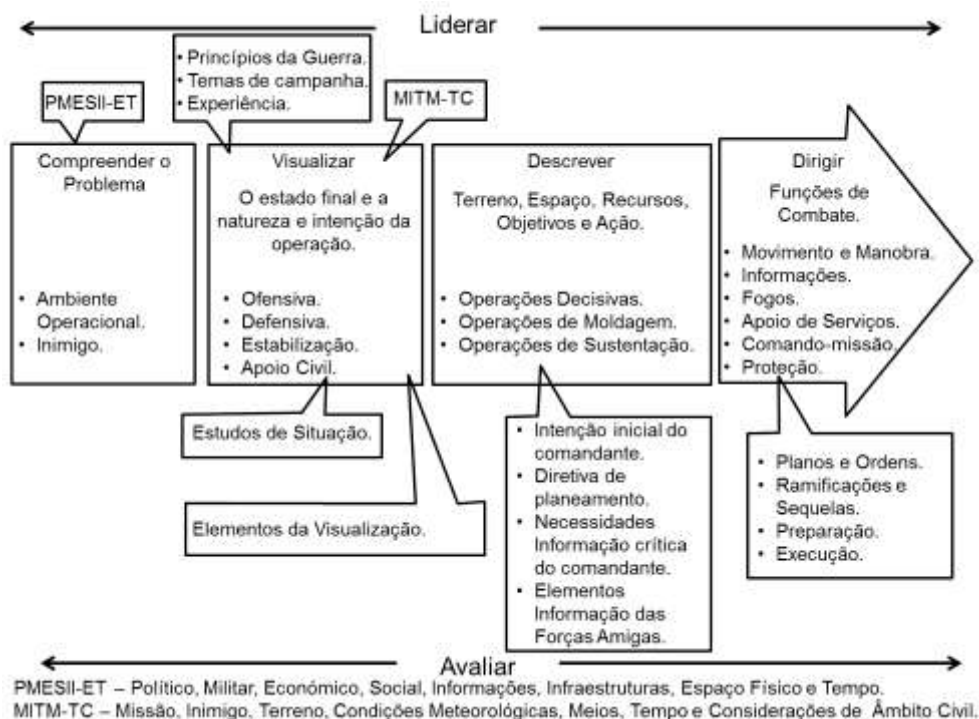 Liderar
• Princípios da Guerra.
• Temas de campanha.
• Experiência.
PMESII-ET
MITM-TC
Compreender o
Problema
• Ambiente
Operacional.
• Inimigo.
Visualizar
O estado final e a
natureza e intenção da
operação.
• Ofensiva.
• Defensiva.
• Estabilização.
• Apoio Civil.
Descrever
Terreno, Espaço, Recursos,
Objetivos e Ação.
• Operações Decisivas.
• Operações de Moldagem.
• Operações de Sustentação.
Dirigir
Funções de
Combate.
• Movimento e Manobra.
• Informações.
• Fogos.
• Apoio de Serviços.
• Comando-missão.
• Proteção.
Estudos de Situação.
Elementos da Visualização.
• Intenção inicial do
comandante.
• Diretiva de
planeamento.
• Necessidades
Informação crítica
do comandante.
• Elementos
Informação das
Forças Amigas.
• Planos e Ordens.
• Ramificações e
Sequelas.
• Preparação.
• Execução.
Avaliar
PMESII-ET – Político, Militar, Económico, Social, Informações, Infraestruturas, Espaço Físico e Tempo.
MITM-TC – Missão, Inimigo, Terreno, Condições Meteorológicas, Meios, Tempo e Considerações de Âmbito Civil